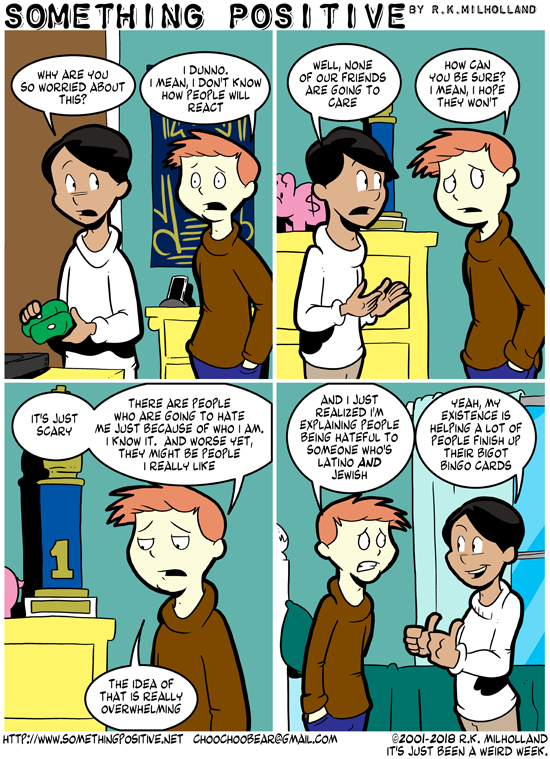 SOMETHING POSITIVE BY R.K.MILHOLLAND
WHY ARE YOU
SO WORRIED ABOUT
THIS?
I DUNNO.
I MEAN, I DON'T KNOW
HOW PEOPLE WILL
REACT
WELL, NONE
OF OUR FRIENDS
ARE GOING TO
CARE
HOW CAN
YOU BE SURE?
I MEAN, I HOPE
THEY WON'T
IT'S JUST
SCARY
THERE ARE PEOPLE
WHO ARE GOING TO HATE
ME JUST BECAUSE OF WHO I AM.
I KNOW IT. AND WORSE YET,
THEY MIGHT BE PEOPLE
I REALLY LIKE
1
THE IDEA OF
THAT IS REALLY
OVERWHELMING
AND I JUST
REALIZED I'M
EXPLAINING PEOPLE
BEING HATEFUL TO
SOMEONE WHO'S
LATINO AND
JEWISH
YEAH, MY
EXISTENCE IS
HELPING A LOT OF
PEOPLE FINISH UP
THEIR BIGOT
BINGO CARDS
HTTP://WWW.SOMETHINGPOSITIVE.NET CHOOCHOOBEAR@GMAIL.COM
©2001-2018 R.K. MILHOLLAND
IT'S JUST BEEN A WEIRD WEEK.